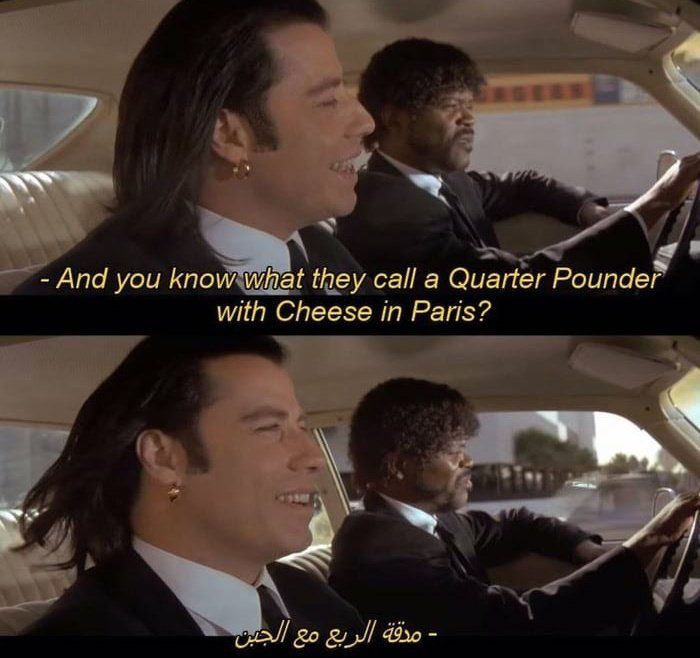 - And you know what they call a Quarter Pounder
with Cheese in Paris?
- مدقة الربع مع الجبن